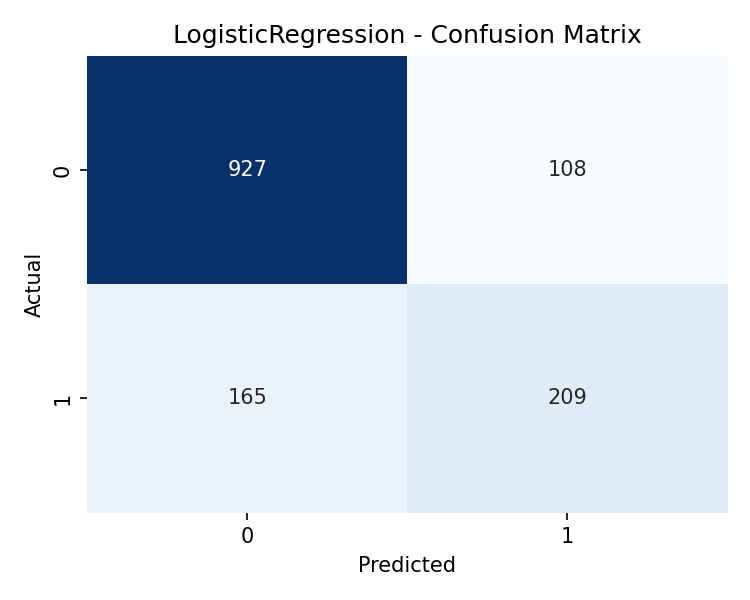 LogisticRegression - Confusion Matrix
0
927
108
Actual
1
165
209
0
1
Predicted